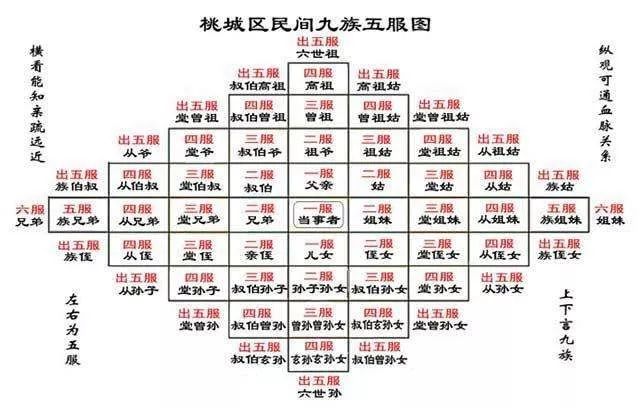 桃城区民间九族五服图
横看能知亲疏远近
纵观可通血脉关系
出五服
六世祖
出五服 四服 出五服
叔伯高祖 高祖 高祖姑
出五服 四服 三服 四服 出五服
堂曾祖 叔伯曾祖 曾祖 曾祖姑 堂曾祖姑
出五服 四服 三服 二服 三服 四服 出五服
从爷 堂爷 叔伯爷 祖爷 祖姑 堂祖姑 从祖姑
出五服 四服 三服 二服 一服 二服 三服 四服 出五服
族伯叔 从伯叔 堂伯叔 叔伯 父亲 姑 堂姑 从姑 族姑
六服 五服 四服 三服 二服 一服 二服 三服 四服 五服 六服
兄弟 族兄弟 从兄弟 堂兄弟 兄弟 当事者 姐妹 堂姐妹 从姐妹 族姐妹 姐妹
出五服 四服 三服 二服 一服 二服 三服 四服 出五服
族侄 从侄 堂侄 亲侄 儿女 侄女 堂侄女 从侄女 族侄女
出五服 四服 三服 二服 三服 四服 出五服
从孙子 堂孙子 叔伯孙子 孙子孙女 叔伯孙女 堂孙女 从孙女
出五服 四服 三服 四服 出五服
堂曾孙 叔伯曾孙 曾孙曾孙女 叔伯玄孙女 堂曾孙女
出五服 四服 出五服
叔伯玄孙 玄孙玄孙女 叔伯曾孙女
出五服
六世孙
左右为五服
上下言九族